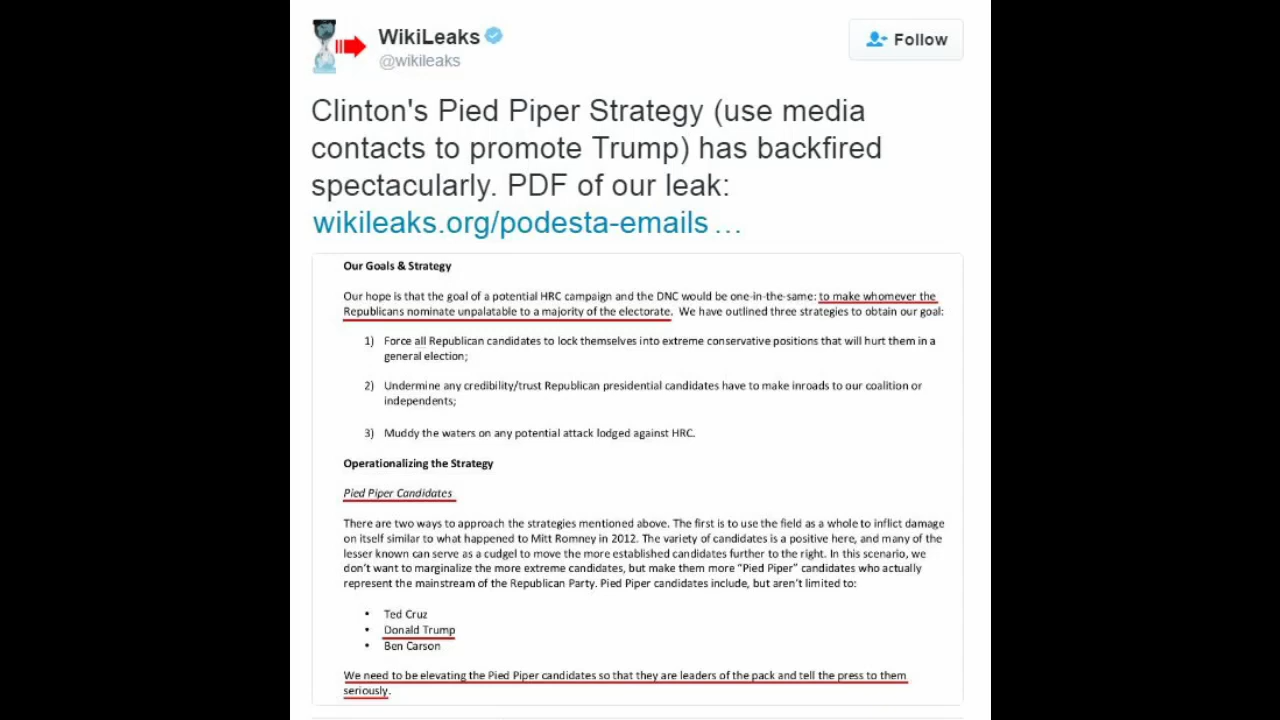 WikiLeaks
@wikileaks
Follow
Clinton's Pied Piper Strategy (use media
contacts to promote Trump) has backfired
spectacularly. PDF of our leak:
wikileaks.org/podesta-emails …
Our Goals & Strategy
Our hope is that the goal of a potential HRC campaign and the DNC would be one-in-the-same: to make whomever the
Republicans nominate unpalatable to a majority of the electorate. We have outlined three strategies to obtain our goal:
1) Force all Republican candidates to lock themselves into extreme conservative positions that will hurt them in a
general election;
2) Undermine any credibility/trust Republican presidential candidates have to make inroads to our coalition or
independents;
3) Muddy the waters on any potential attack lodged against HRC.
Operationalizing the Strategy
Pied Piper Candidates
There are two ways to approach the strategies mentioned above. The first is to use the field as a whole to inflict damage
on itself similar to what happened to Mitt Romney in 2012. The variety of candidates is a positive here, and many of the
lesser known can serve as a cudgel to move the more established candidates further to the right. In this scenario, we
don't want to marginalize the more extreme candidates, but make them more "Pied Piper" candidates who actually
represent the mainstream of the Republican Party. Pied Piper candidates include, but aren't limited to:
• Ted Cruz
• Donald Trump
• Ben Carson
We need to be elevating the Pied Piper candidates so that they are leaders of the pack and tell the press to them
seriously.